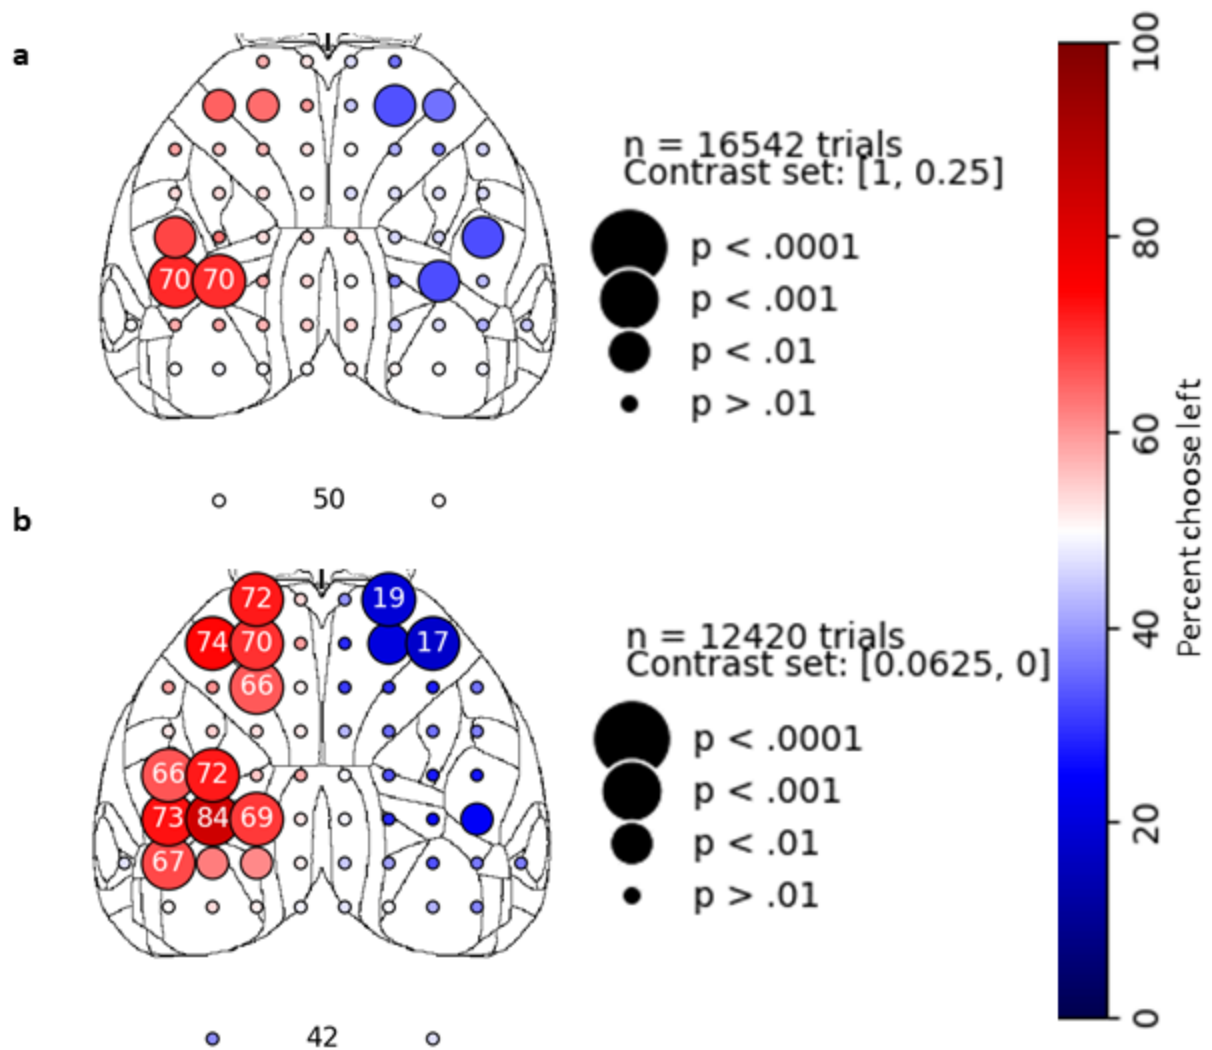 a
n = 16542 trials
Contrast set: [1, 0.25]
p < .0001
p < .001
p < .01
p > .01
70 70
50
b
72 19
74 70 17
66
66 72
73 84 69
67
n = 12420 trials
Contrast set: [0.0625, 0]
p < .0001
p < .001
p < .01
p > .01
42
100
80
60
40
20
0
Percent choose left